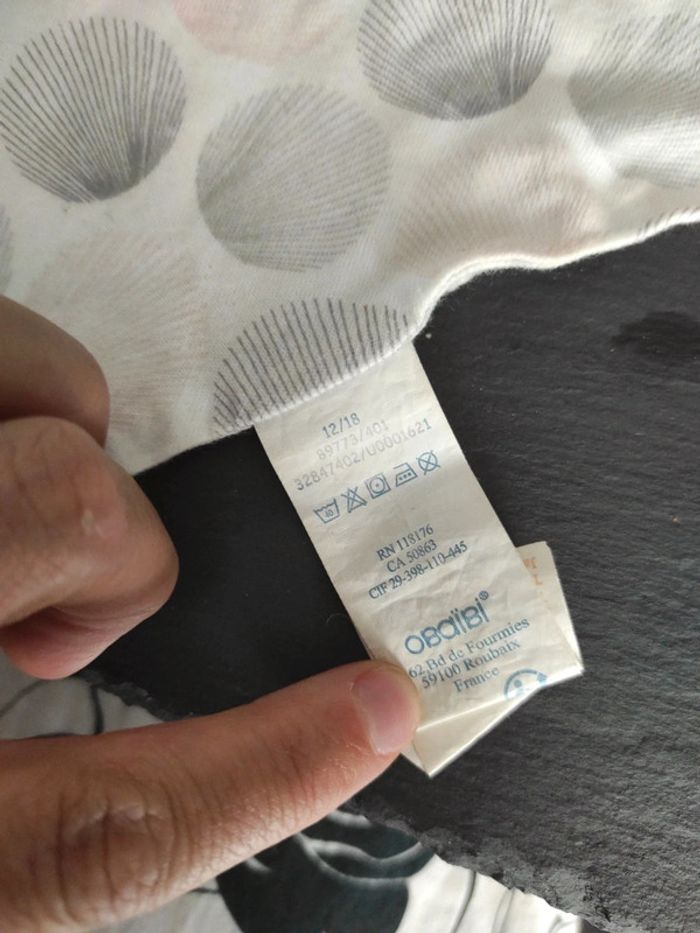 12/18
89773/401
32847402/U0001621
40
RN 118176
CA 50863
CIF 29-398-110-445
obaïbi®
62 Bd de Fourmies
59100 Roubaix
France